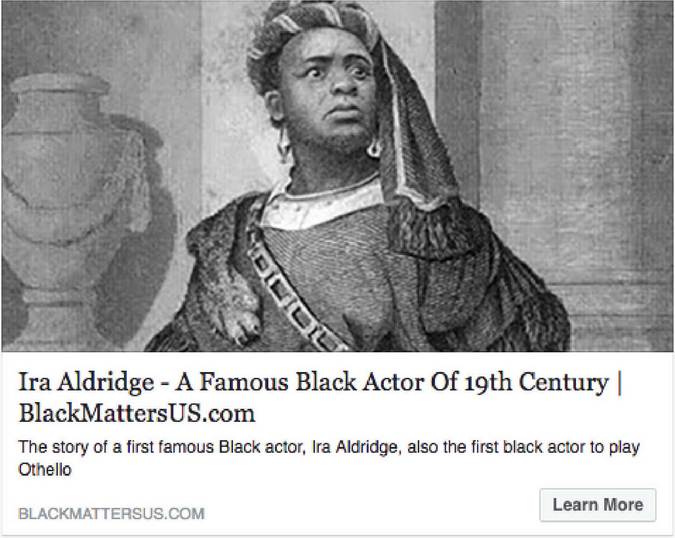 Ira Aldridge - A Famous Black Actor Of 19th Century |
BlackMattersUS.com
The story of a first famous Black actor, Ira Aldridge, also the first black actor to play
Othello
BLACKMATTERSUS.COM
Learn More